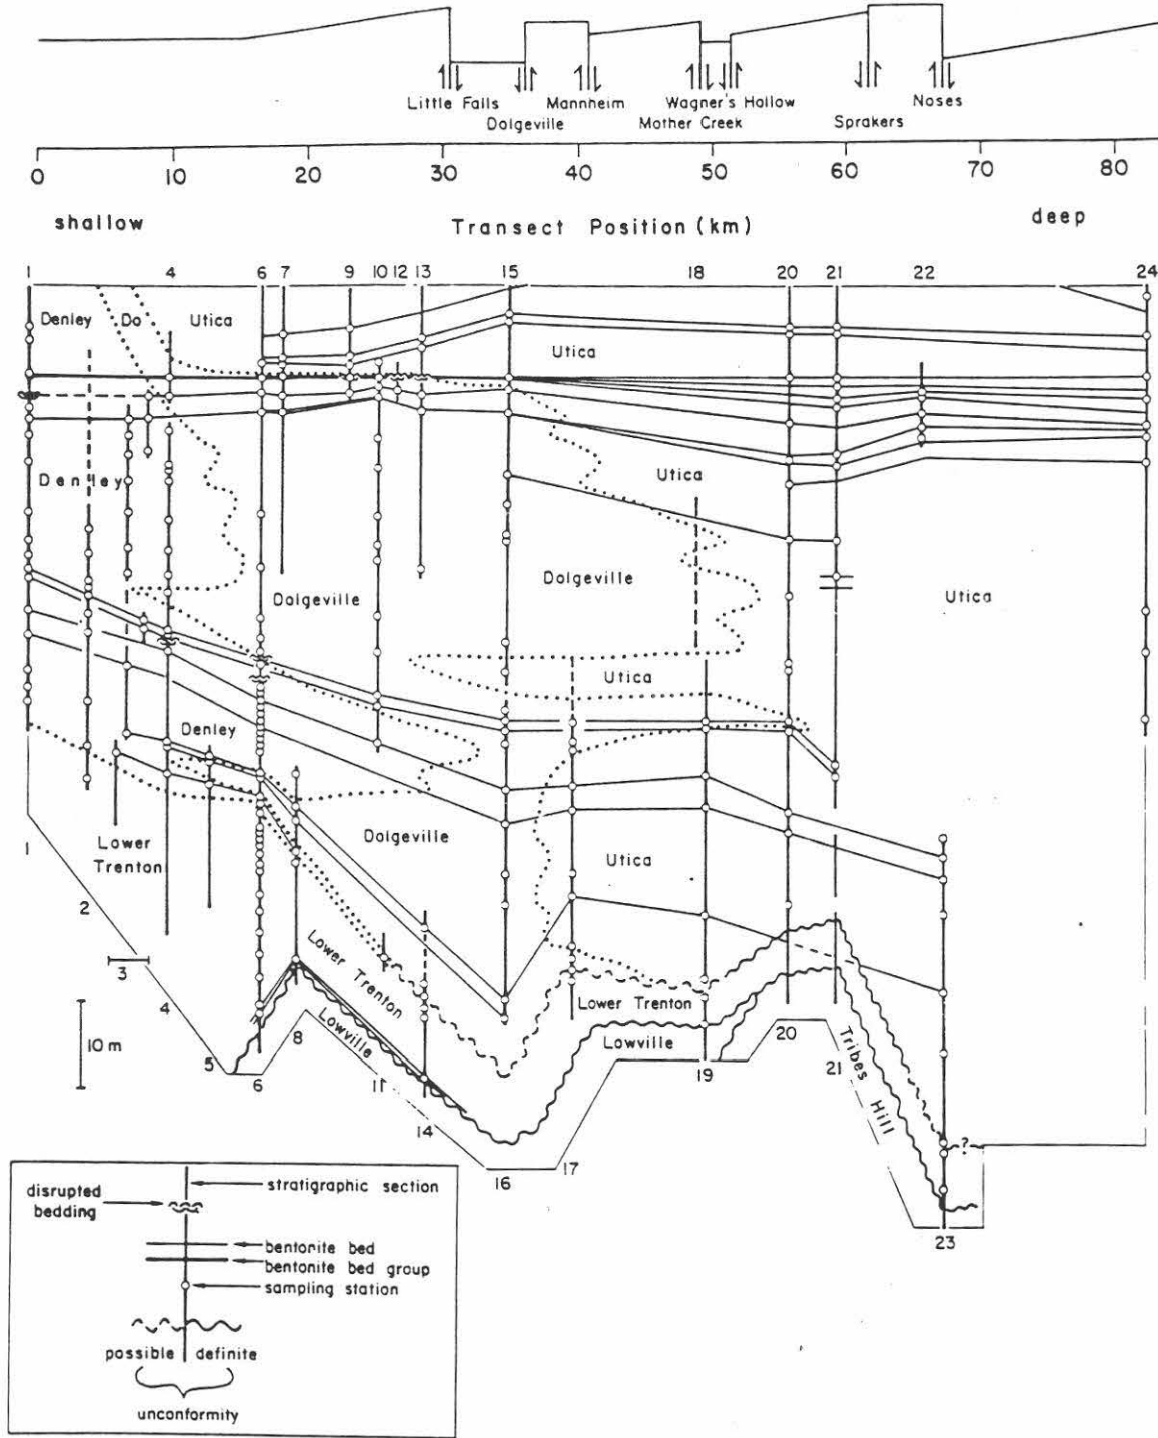 Little Falls Mannheim Wagner's Hollow Noses
Dolgeville Mother Creek Sprakers
0 10 20 30 40 50 60 70 80
shallow Transect Position (km) deep
1 4 6 7 9 10 12 13 15 18 20 21 22 24
Denley Do Utica
Utica
Denley
Utica
Dolgeville Dolgeville Utica
Utica
Denley
Dolgeville
Lower
Trenton
Utica
1
2
3
4
5
6
8
11
14
16
17
19
20
21
23
Lower Trenton
Lowville
Lower Trenton
Lowville
Tribes Hill
?
10 m
stratigraphic section
disrupted
bedding
bentonite bed
bentonite bed group
sampling station
possible definite
unconformity